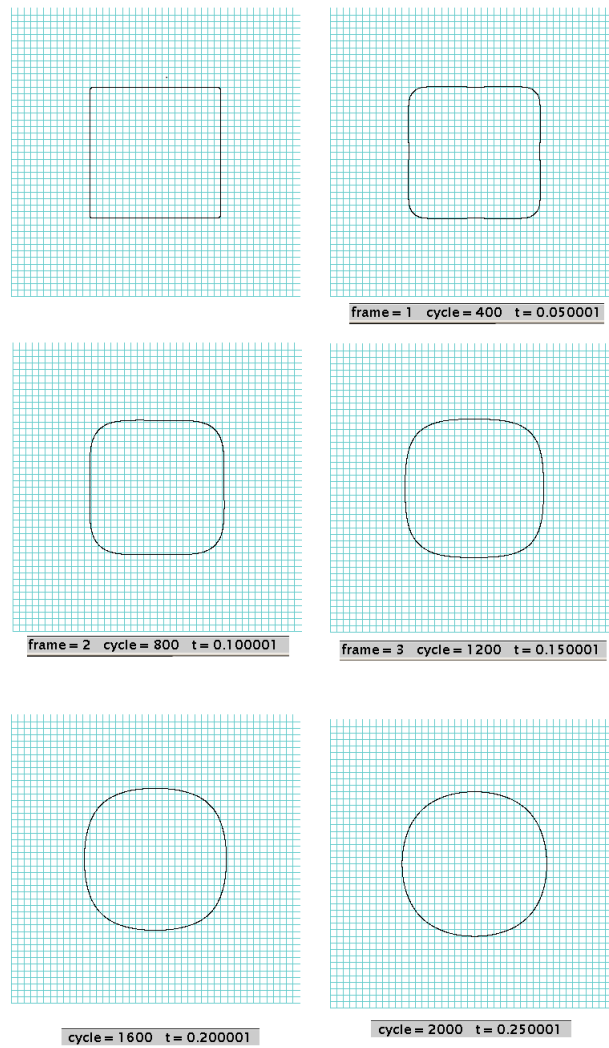 frame = 1 cycle = 400 t = 0.050001
frame = 2 cycle = 800 t = 0.100001
frame = 3 cycle = 1200 t = 0.150001
cycle = 1600 t = 0.200001
cycle = 2000 t = 0.250001